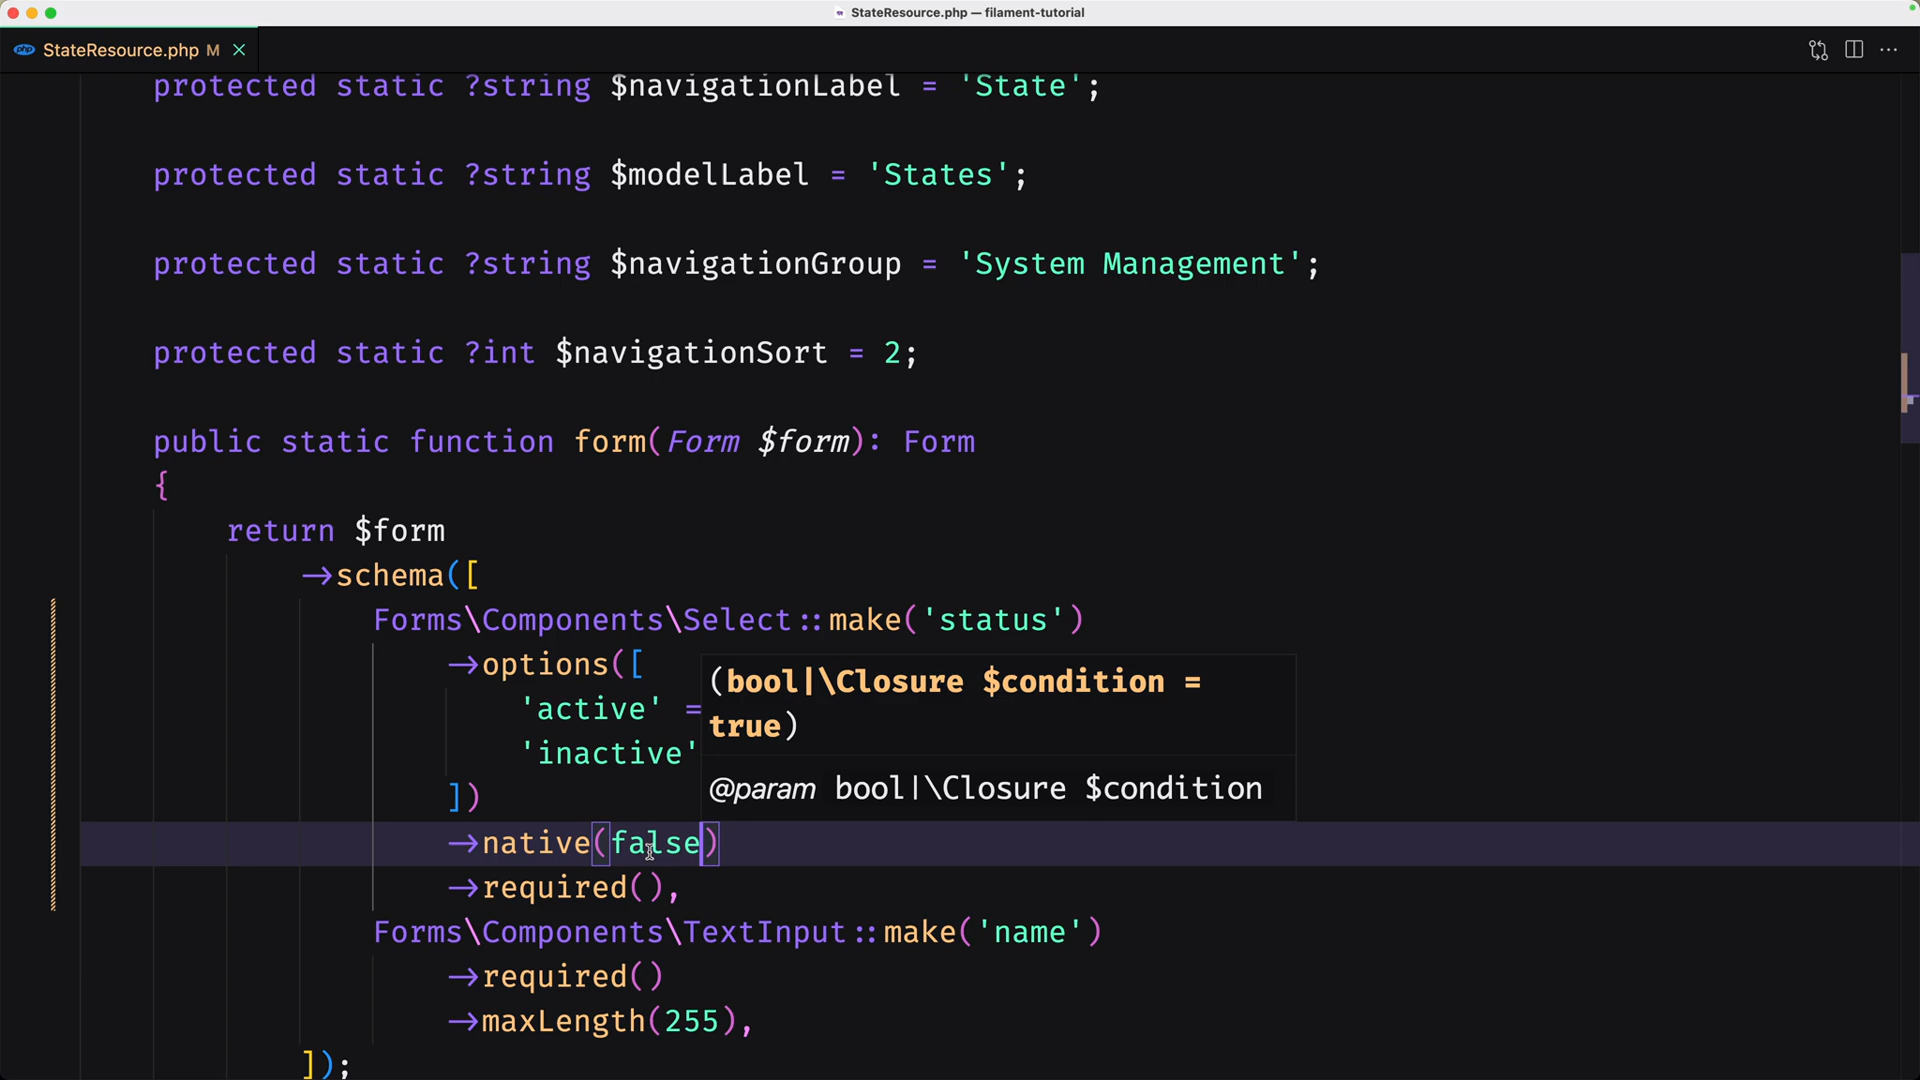 StateResource.php — filament-tutorial
php StateResource.php M
protected static ?string $navigationLabel = 'State';
protected static ?string $modelLabel = 'States';
protected static ?string $navigationGroup = 'System Management';
protected static ?int $navigationSort = 2;
public static function form(Form $form): Form
{
return $form
->schema([
Forms\Components\Select::make('status')
->options([
'active' =
'inactive'
])
(bool|\Closure $condition =
true)
@param bool|\Closure $condition
->native(false)
->required(),
Forms\Components\TextInput::make('name')
->required()
->maxLength(255),
]);